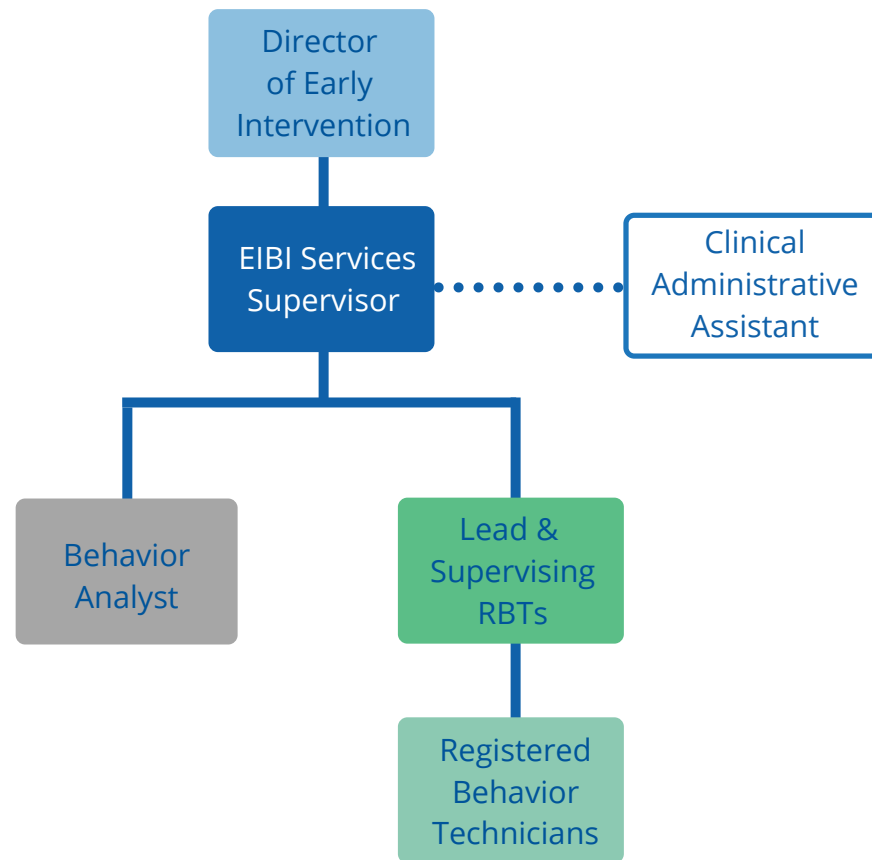 Director
of Early
Intervention
EIBI Services
Supervisor
Clinical
Administrative
Assistant
Behavior
Analyst
Lead &
Supervising
RBTs
Registered
Behavior
Technicians